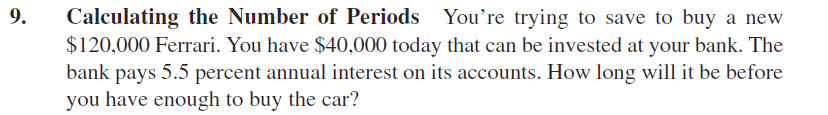 9. Calculating the Number of Periods You’re trying to save to buy a new
$120,000 Ferrari. You have $40,000 today that can be invested at your bank. The
bank pays 5.5 percent annual interest on its accounts. How long will it be before
you have enough to buy the car?